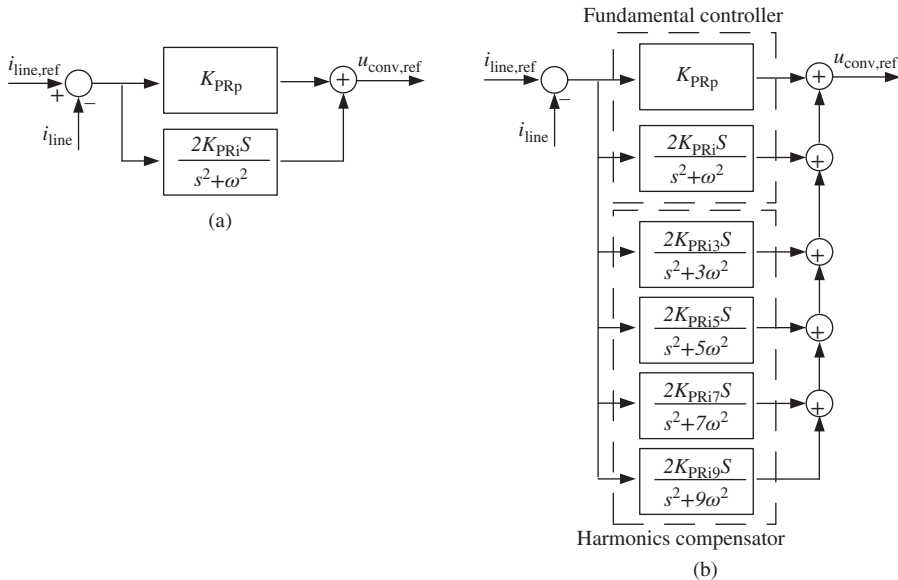 i_line,ref
+
−
i_line
K_PRp
2K_PRi S
s²+ω²
+
u_conv,ref
(a)
Fundamental controller
i_line,ref
−
i_line
K_PRp
+
u_conv,ref
2K_PRi S
s²+ω²
+
2K_PRi3 S
s²+3ω²
+
2K_PRi5 S
s²+5ω²
+
2K_PRi7 S
s²+7ω²
+
2K_PRi9 S
s²+9ω²
Harmonics compensator
(b)